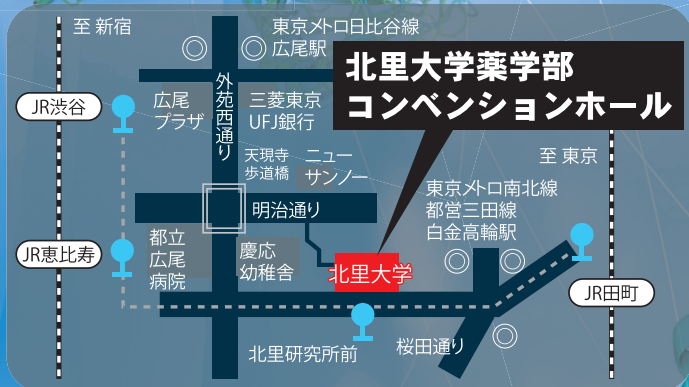 至 新宿
東京メトロ日比谷線
広尾駅
北里大学薬学部
コンベンションホール
JR渋谷
広尾
プラザ
外苑西通り
三菱東京
UFJ銀行
天現寺
歩道橋
ニュー
サンノー
至 東京
東京メトロ南北線
都営三田線
白金高輪駅
明治通り
都立
広尾
病院
慶応
幼稚舎
JR恵比寿
北里大学
JR田町
北里研究所前
桜田通り